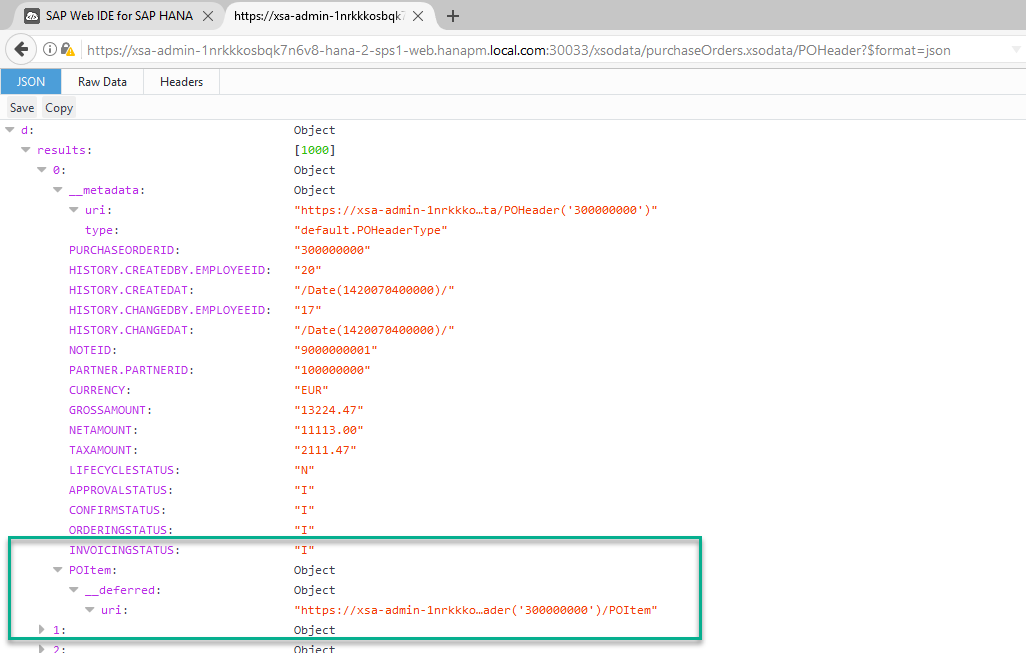 SAP Web IDE for SAP HANA
https://xsa-admin-1nrkkkosbqk7
https://xsa-admin-1nrkkkosbqk7n6v8-hana-2-sps1-web.hanapm.local.com:30033/xsodata/purchaseOrders.xsodata/POHeader?$format=json
JSON Raw Data Headers
Save Copy
d: Object
results: [1000]
0: Object
__metadata: Object
uri: "https://xsa-admin-1nrkkko…ta/POHeader('300000000')"
type: "default.POHeaderType"
PURCHASEORDERID: "300000000"
HISTORY.CREATEDBY.EMPLOYEEID: "20"
HISTORY.CREATEDAT: "/Date(1420070400000)/"
HISTORY.CHANGEDBY.EMPLOYEEID: "17"
HISTORY.CHANGEDAT: "/Date(1420070400000)/"
NOTEID: "9000000001"
PARTNER.PARTNERID: "100000000"
CURRENCY: "EUR"
GROSSAMOUNT: "13224.47"
NETAMOUNT: "11113.00"
TAXAMOUNT: "2111.47"
LIFECYCLESTATUS: "N"
APPROVALSTATUS: "I"
CONFIRMSTATUS: "I"
ORDERINGSTATUS: "I"
INVOICINGSTATUS: "I"
POItem: Object
__deferred: Object
uri: "https://xsa-admin-1nrkkko…ader('300000000')/POItem"
1: Object
2: Object